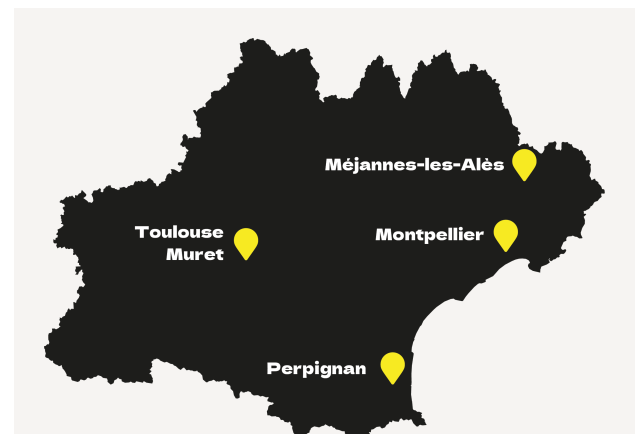 Méjannes-les-Alès
Toulouse
Muret
Montpellier
Perpignan